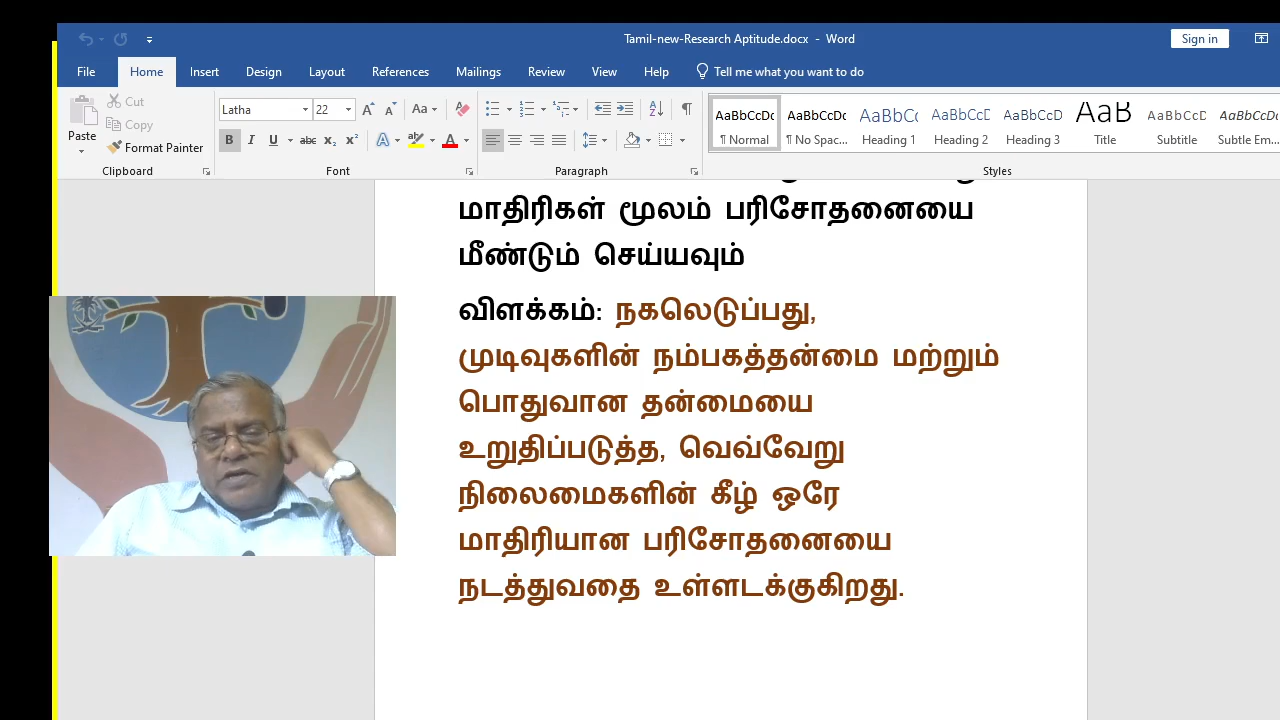 Tamil-new-Research Aptitude.docx - Word
Sign in
File Home Insert Design Layout References Mailings Review View Help Tell me what you want to do
Paste
Cut
Copy
Format Painter
Clipboard
Latha 22
Font
Paragraph
AaBbCcDc AaBbCcDc AaBbCc AaBbCcD AaBbCcD AaB AaBbCcD AaBbCcDc
¶ Normal ¶ No Spac... Heading 1 Heading 2 Heading 3 Title Subtitle Subtle Em...
Styles
மாதிரிகள் மூலம் பரிசோதனையை
மீண்டும் செய்யவும்
விளக்கம்: நகலெடுப்பது,
முடிவுகளின் நம்பகத்தன்மை மற்றும்
பொதுவான தன்மையை
உறுதிப்படுத்த, வெவ்வேறு
நிலைமைகளின் கீழ் ஒரே
மாதிரியான பரிசோதனையை
நடத்துவதை உள்ளடக்குகிறது.